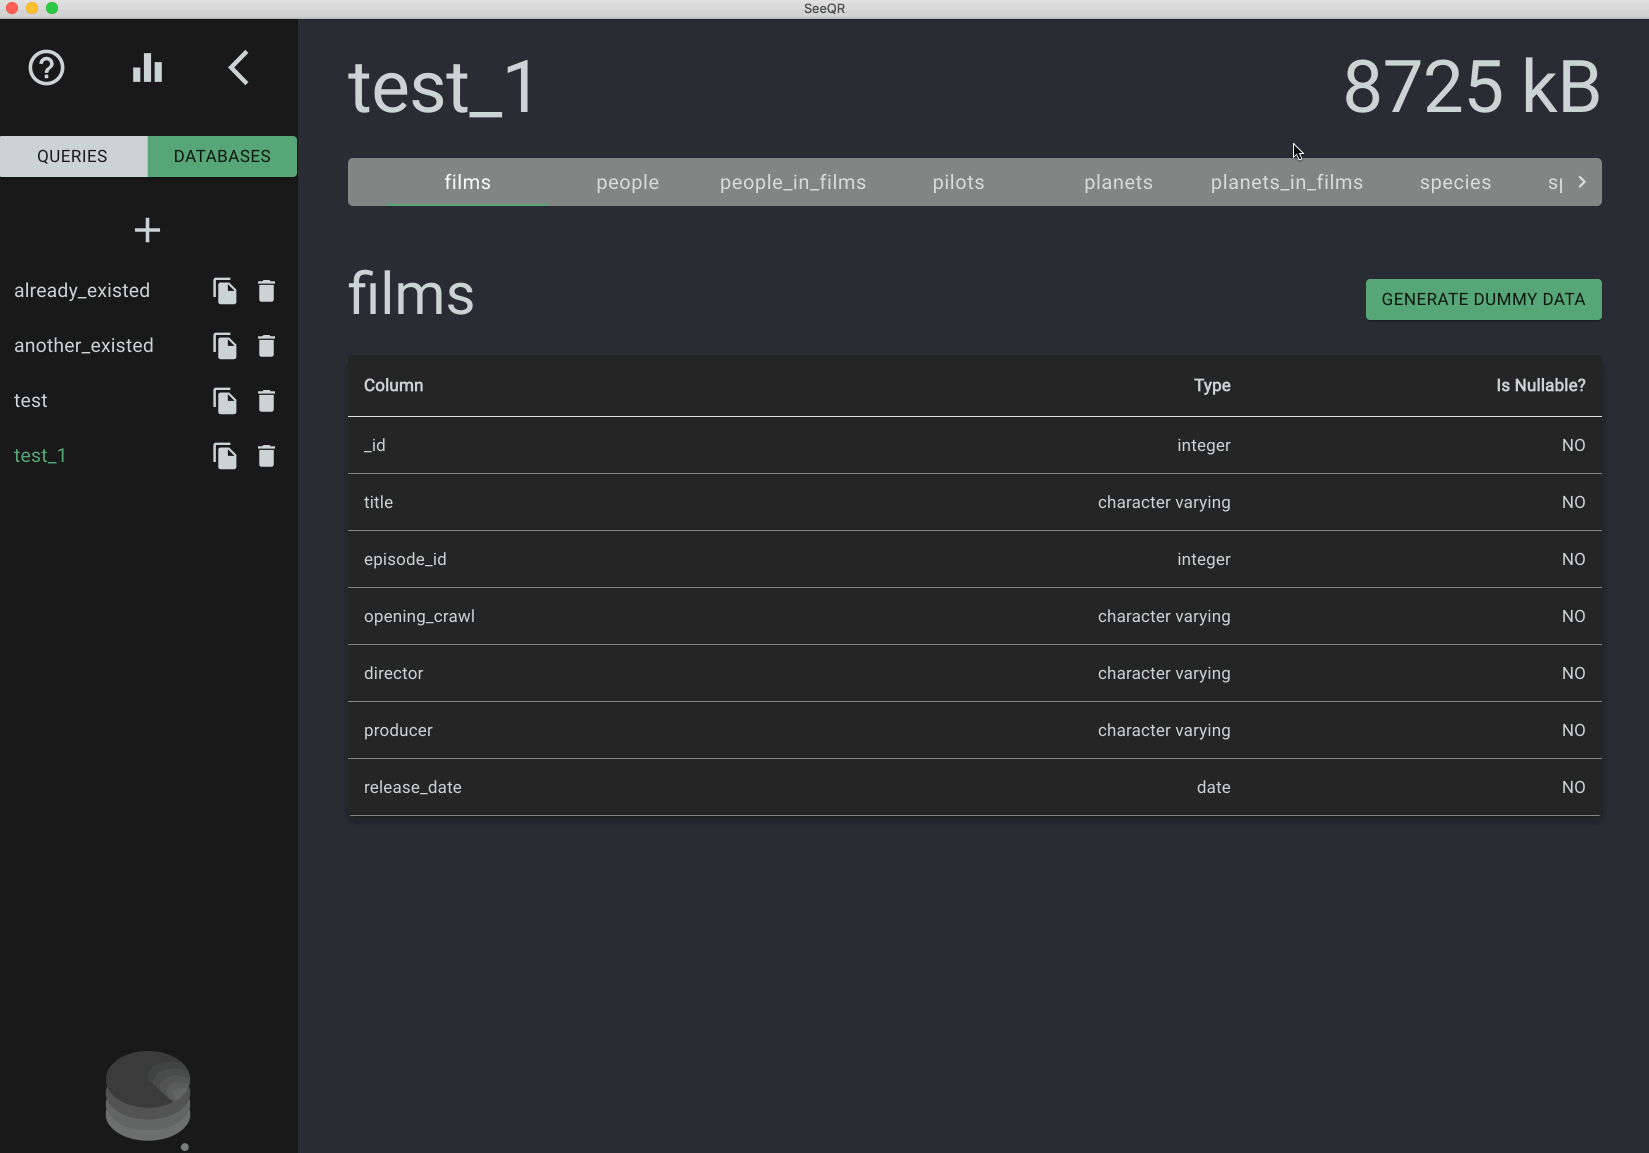 SeeQR
QUERIES DATABASES
already_existed
another_existed
test
test_1
test_1 8725 kB
films people people_in_films pilots planets planets_in_films species
films
GENERATE DUMMY DATA
Column Type Is Nullable?
_id integer NO
title character varying NO
episode_id integer NO
opening_crawl character varying NO
director character varying NO
producer character varying NO
release_date date NO